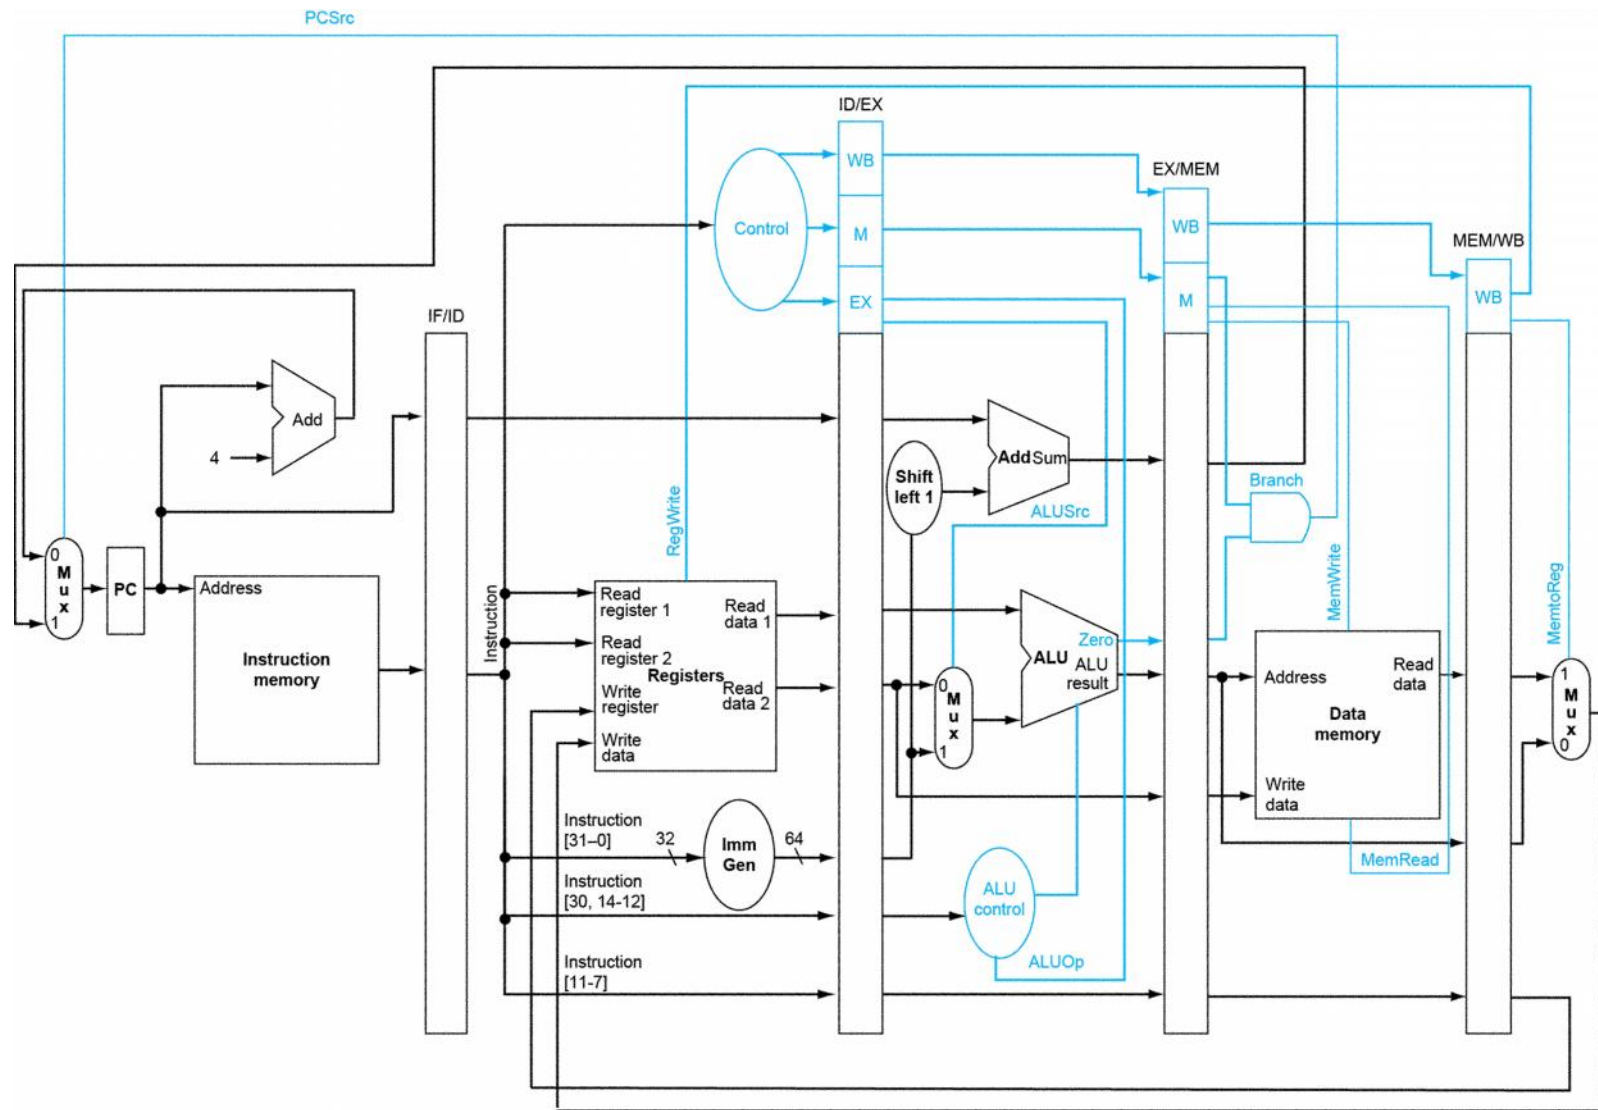 PCSrc
ID/EX
WB
EX/MEM
Control
M
WB
MEM/WB
EX
M
WB
IF/ID
Add
4
Add Sum
Shift
left 1
Branch
ALUSrc
RegWrite
MemWrite
MemtoReg
0
M
u
x
1
PC
Address
Instruction
memory
Instruction
Read
register 1
Read
data 1
Read
register 2
Registers
Read
data 2
Write
register
Write
data
0
M
u
x
1
Zero
ALU
ALU
result
Address
Read
data
Data
memory
Write
data
MemRead
1
M
u
x
0
Instruction
[31–0]
32
Imm
Gen
64
Instruction
[30, 14-12]
ALU
control
ALUOp
Instruction
[11-7]